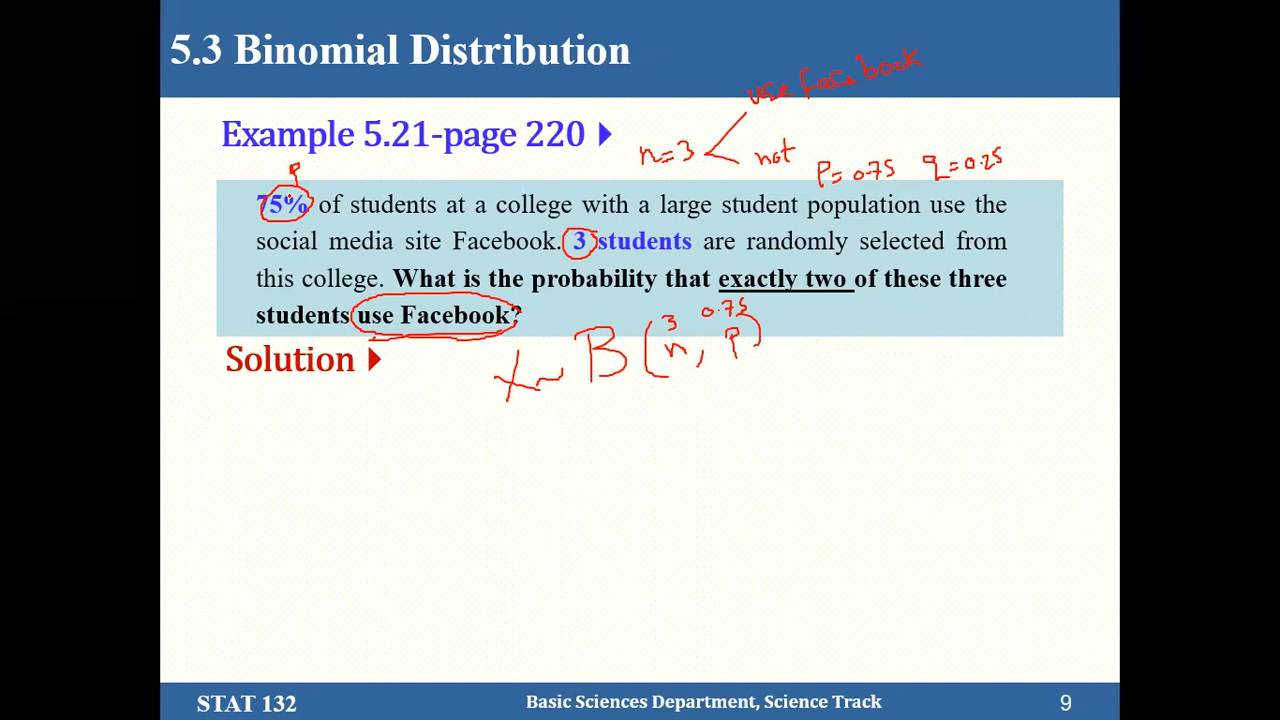 5.3 Binomial Distribution
use facebook
Example 5.21-page 220
n=3
not
P= 0.75 q=0.25
P
75% of students at a college with a large student population use the
social media site Facebook. 3 students are randomly selected from
this college. What is the probability that exactly two of these three
students use Facebook?
3 0.75
X~ B(n, P)
Solution
STAT 132
Basic Sciences Department, Science Track
9